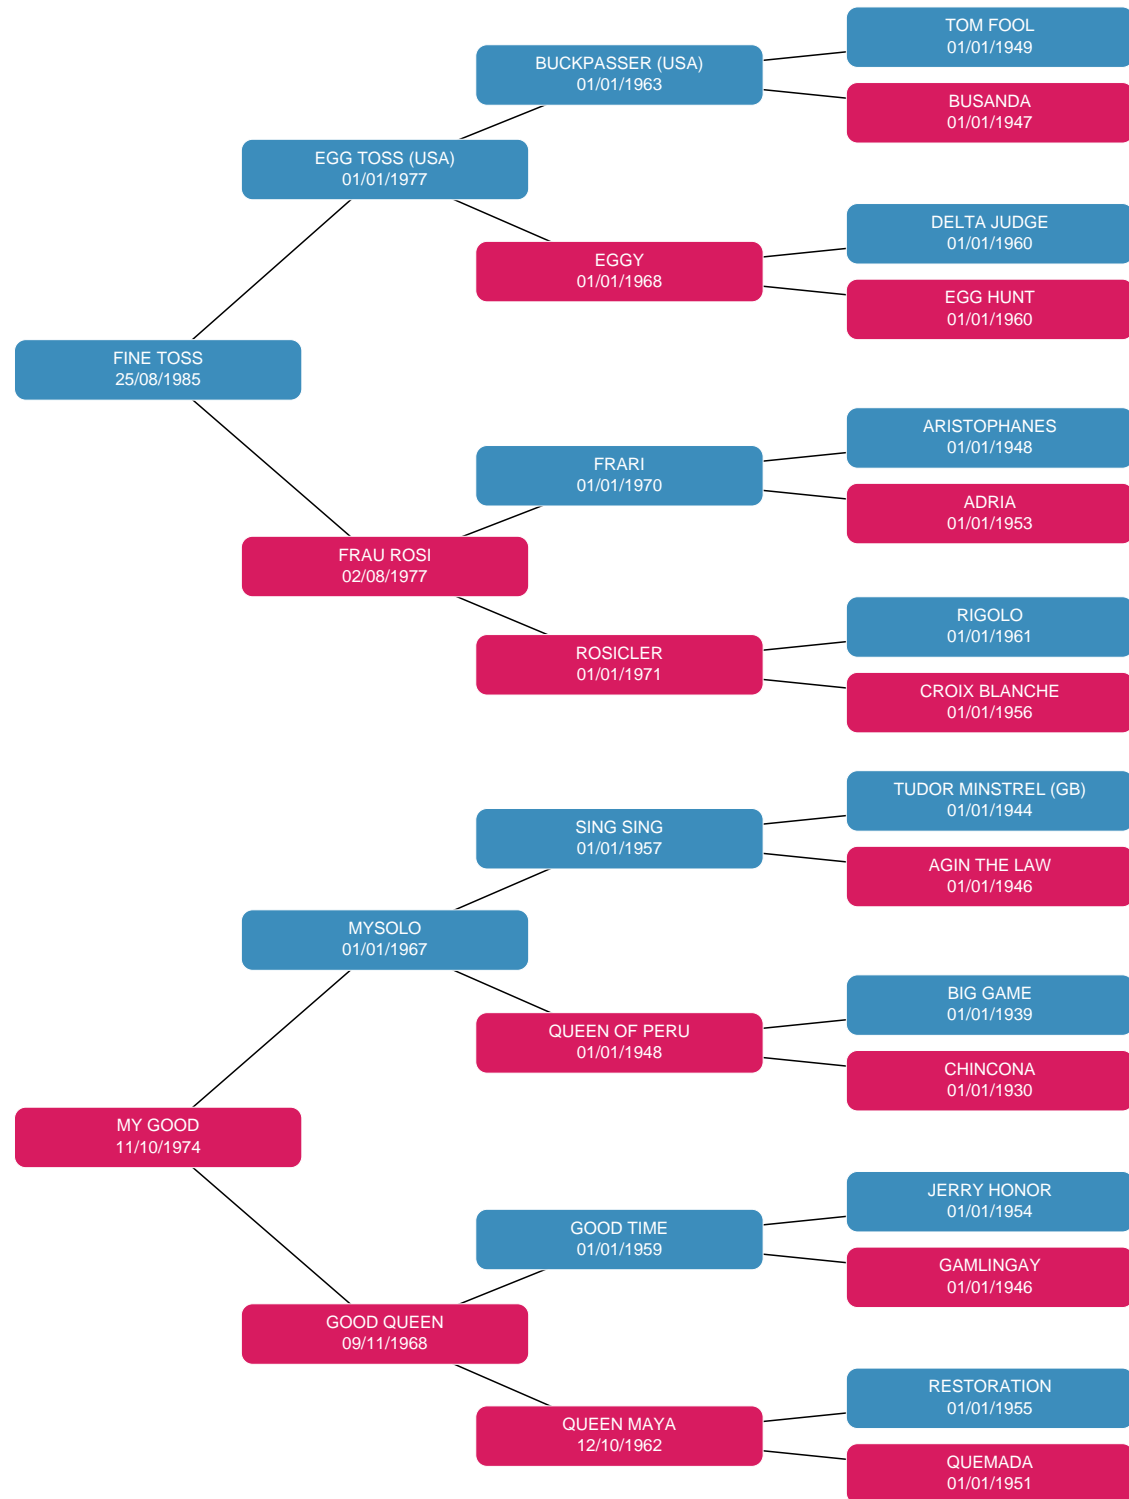 TOM FOOL
01/01/1949
BUCKPASSER (USA)
01/01/1963
BUSANDA
01/01/1947
EGG TOSS (USA)
01/01/1977
DELTA JUDGE
01/01/1960
EGGY
01/01/1968
EGG HUNT
01/01/1960
FINE TOSS
25/08/1985
ARISTOPHANES
01/01/1948
FRARI
01/01/1970
ADRIA
01/01/1953
FRAU ROSI
02/08/1977
RIGOLO
01/01/1961
ROSICLER
01/01/1971
CROIX BLANCHE
01/01/1956
TUDOR MINSTREL (GB)
01/01/1944
SING SING
01/01/1957
AGIN THE LAW
01/01/1946
MYSOLO
01/01/1967
BIG GAME
01/01/1939
QUEEN OF PERU
01/01/1948
CHINCONA
01/01/1930
MY GOOD
11/10/1974
JERRY HONOR
01/01/1954
GOOD TIME
01/01/1959
GAMLINGAY
01/01/1946
GOOD QUEEN
09/11/1968
RESTORATION
01/01/1955
QUEEN MAYA
12/10/1962
QUEMADA
01/01/1951